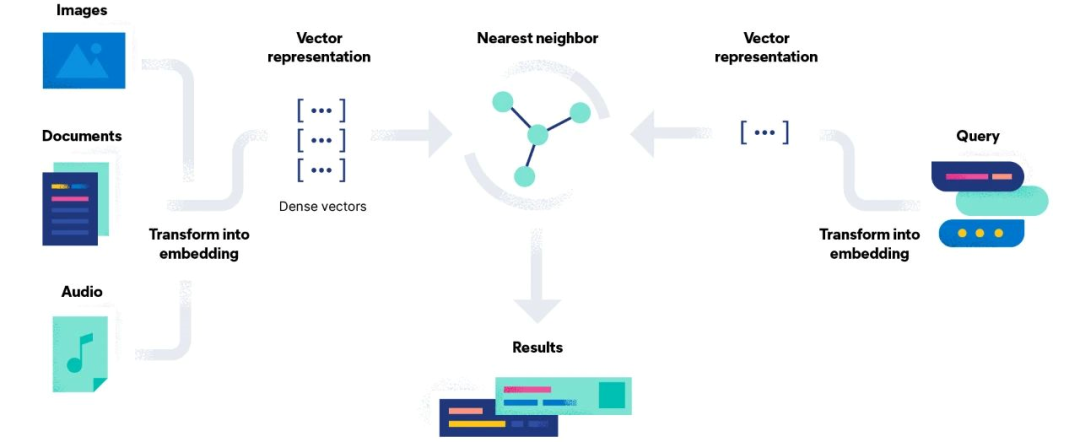 Images
Vector
representation
Nearest neighbor
Vector
representation
[...]
[...]
[...]
[...]
Documents
Query
Dense vectors
Transform into
embedding
Transform into
embedding
Audio
Results